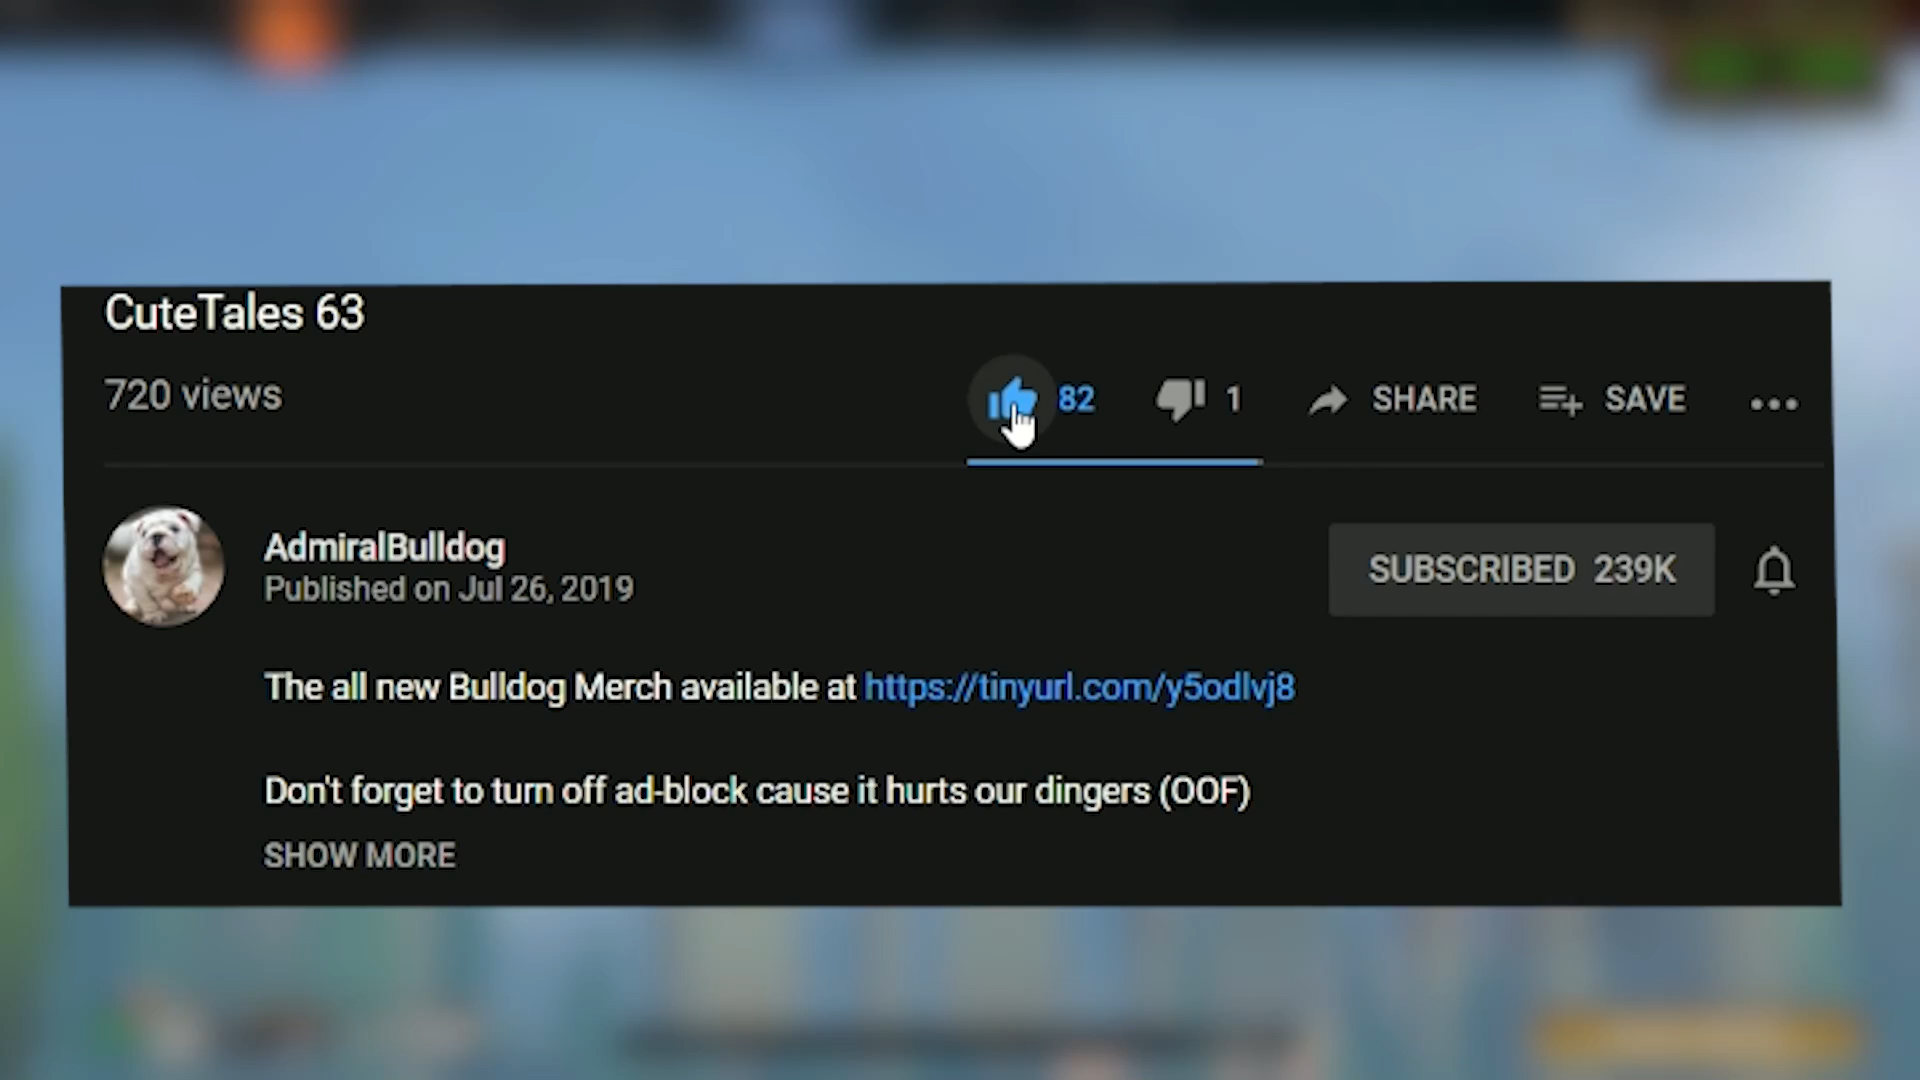 CuteTales 63
720 views
82 1 SHARE SAVE
AdmiralBulldog
Published on Jul 26, 2019
SUBSCRIBED 239K
The all new Bulldog Merch available at https://tinyurl.com/y5odlvj8
Don't forget to turn off ad-block cause it hurts our dingers (OOF)
SHOW MORE